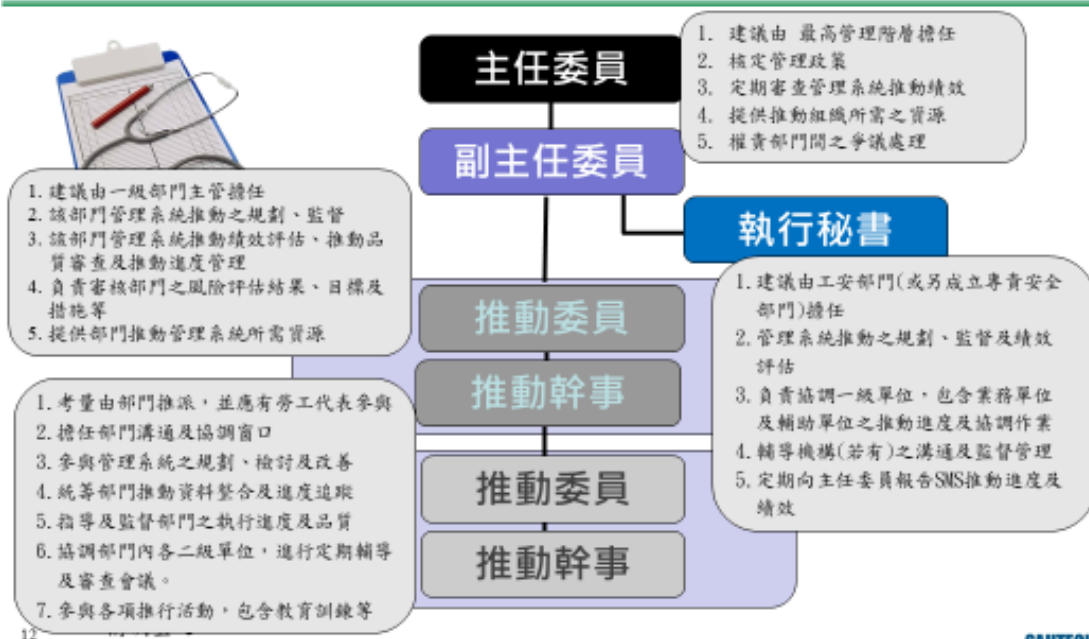 主任委員
1. 建議由 最高管理階層擔任
2. 核定管理政策
3. 定期審查管理系統推動績效
4. 提供推動組織所需之資源
5. 權責部門間之爭議處理
副主任委員
執行秘書
1. 建議由工安部門(或另成立專責安全
部門)擔任
2. 管理系統推動之規劃、監督及績效
評估
3. 負責協調一級單位，包含業務單位
及輔助單位之推動進度及協調作業
4. 輔導機構(若有)之溝通及監督管理
5. 定期向主任委員報告SMS推動進度及
績效
1. 建議由一級部門主管擔任
2. 該部門管理系統推動之規劃、監督
3. 該部門管理系統推動績效評估、推動品
質審查及推動進度管理
4. 負責審核部門之風險評估結果、目標及
措施等
5. 提供部門推動管理系統所需資源
推動委員
推動幹事
1. 考量由部門推派，並應有勞工代表參與
2. 擔任部門溝通及協調窗口
3. 參與管理系統之規劃、檢討及改善
4. 統籌部門推動資料整合及進度追蹤
5. 指導及監督部門之執行進度及品質
6. 協調部門內各二級單位，進行定期輔導
及審查會議。
7. 參與各項推行活動，包含教育訓練等
推動委員
推動幹事
12